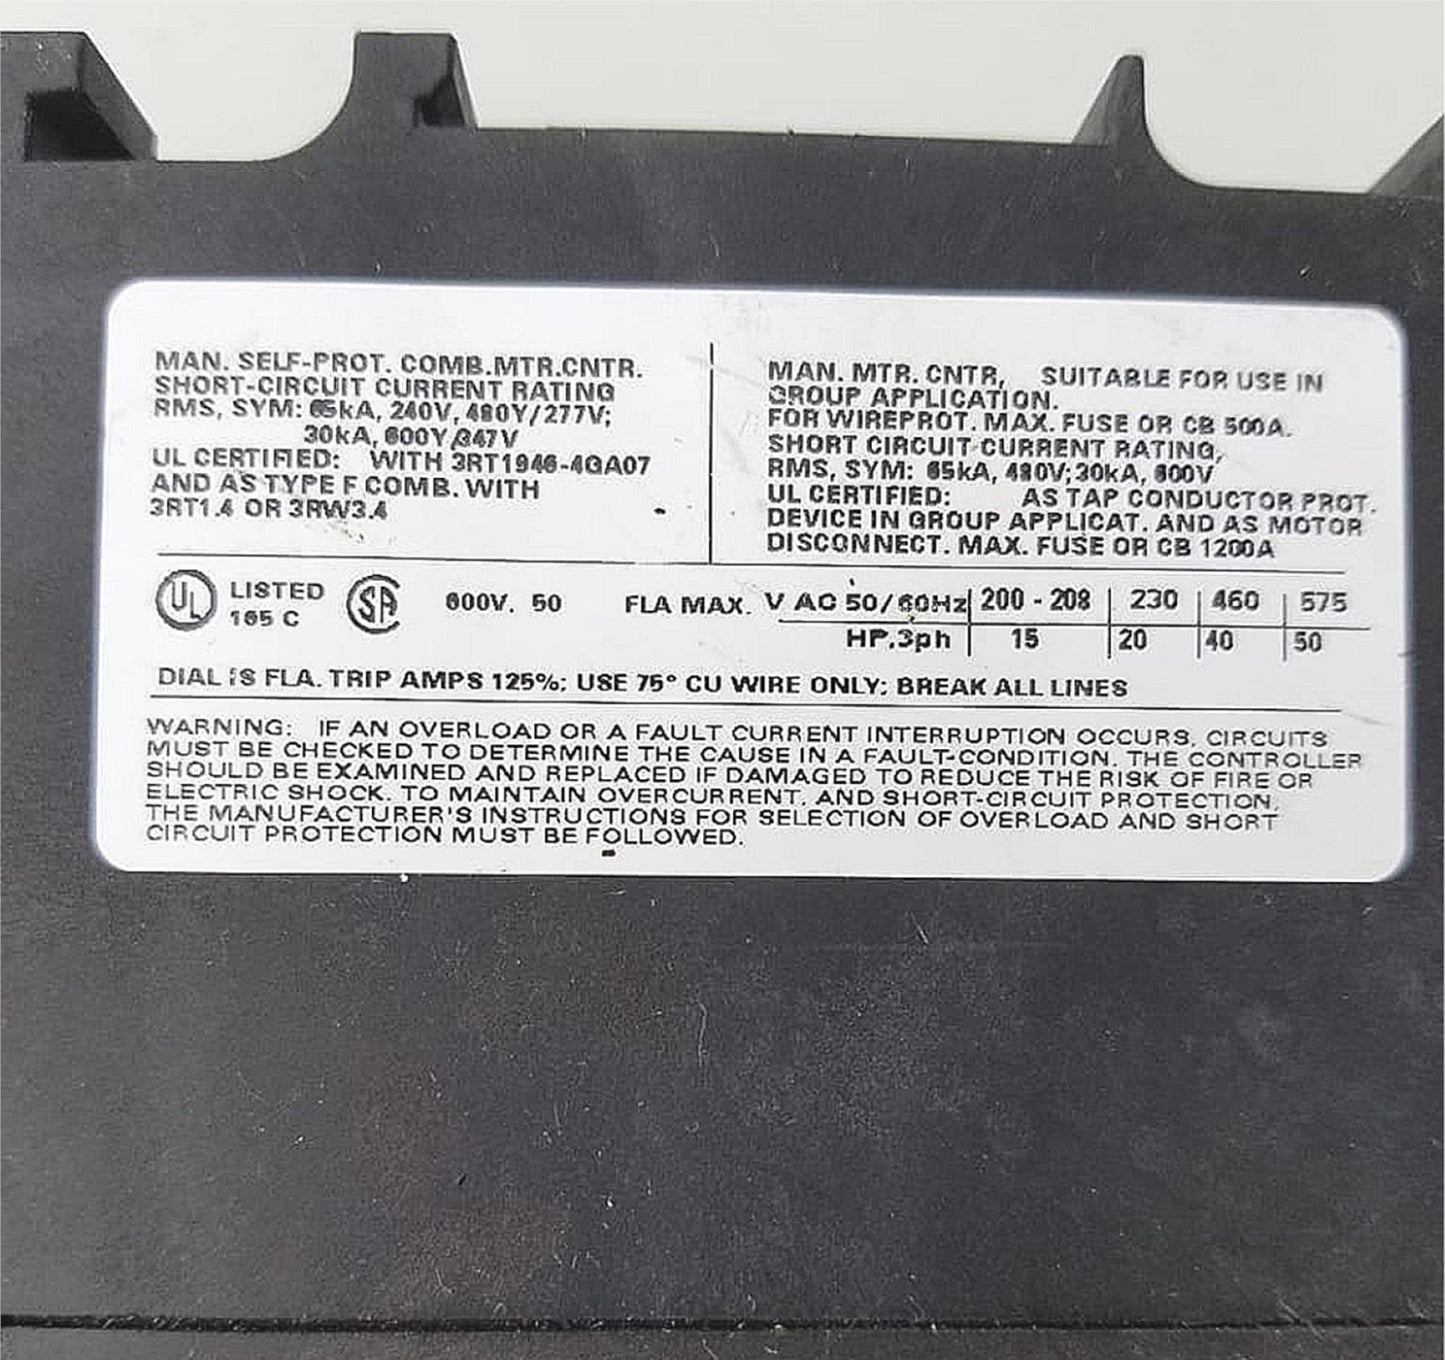 MAN. SELF-PROT. COMB.MTR.CNTR.
SHORT-CIRCUIT CURRENT RATING
RMS, SYM: 65kA, 240V, 480Y/277V;
30kA, 600Y/347V
UL CERTIFIED: WITH 3RT1946-4GA07
AND AS TYPE F COMB. WITH
3RT1.4 OR 3RW3.4
MAN. MTR. CNTR, SUITABLE FOR USE IN
GROUP APPLICATION.
FOR WIREPROT. MAX. FUSE OR CB 500A.
SHORT CIRCUIT-CURRENT RATING,
RMS, SYM: 65kA, 480V;30kA, 600V
UL CERTIFIED: AS TAP CONDUCTOR PROT.
DEVICE IN GROUP APPLICAT. AND AS MOTOR
DISCONNECT. MAX. FUSE OR CB 1200A
UL LISTED
165 C
SA 600V. 50 FLA MAX. V AC 50/60Hz 200 - 208 230 460 575
HP,3ph 15 20 40 50
DIAL IS FLA. TRIP AMPS 125%; USE 75° CU WIRE ONLY; BREAK ALL LINES
WARNING: IF AN OVERLOAD OR A FAULT CURRENT INTERRUPTION OCCURS, CIRCUITS
MUST BE CHECKED TO DETERMINE THE CAUSE IN A FAULT-CONDITION. THE CONTROLLER
SHOULD BE EXAMINED AND REPLACED IF DAMAGED TO REDUCE THE RISK OF FIRE OR
ELECTRIC SHOCK. TO MAINTAIN OVERCURRENT. AND SHORT-CIRCUIT PROTECTION,
THE MANUFACTURER'S INSTRUCTIONS FOR SELECTION OF OVERLOAD AND SHORT
CIRCUIT PROTECTION MUST BE FOLLOWED.